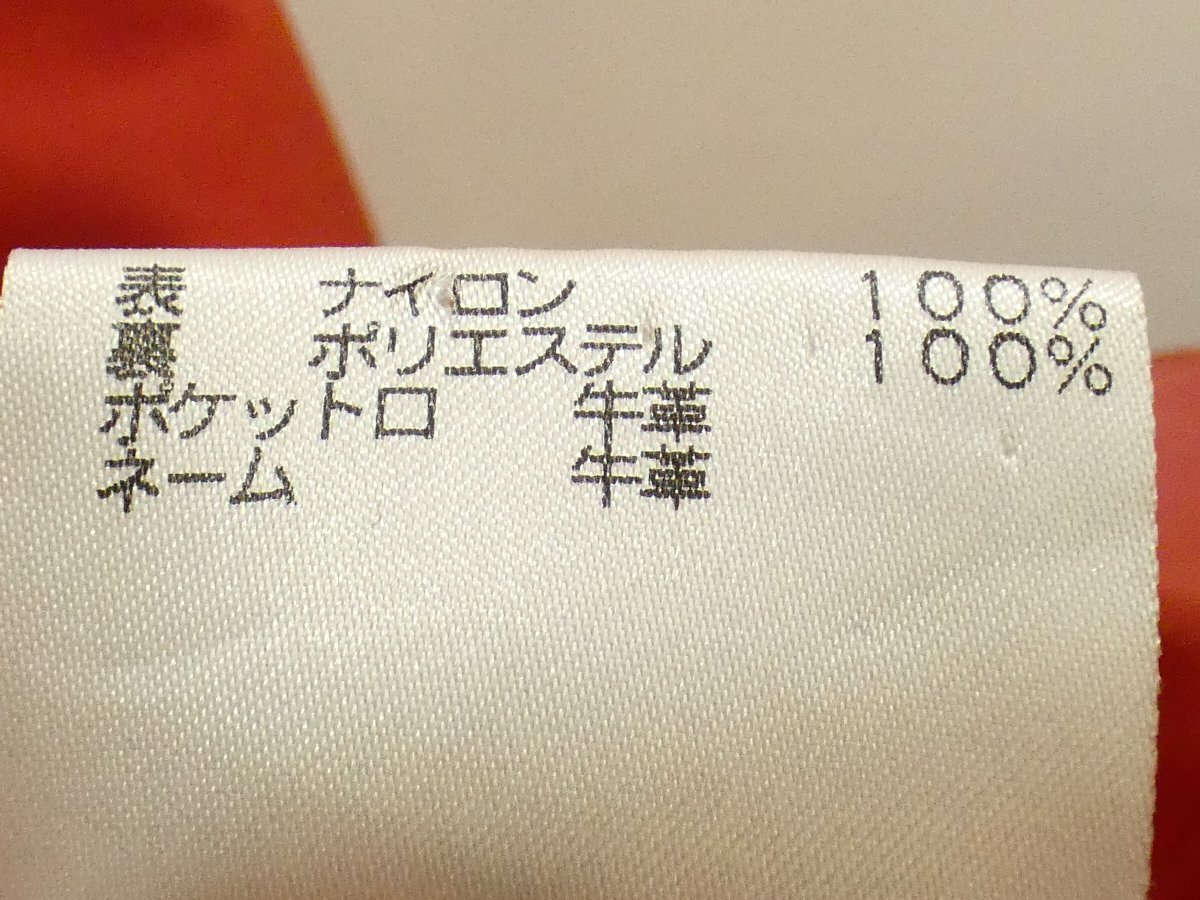 表 ナイロン 100%
裏 ポリエステル 100%
ポケット口 牛革
ネーム 牛革